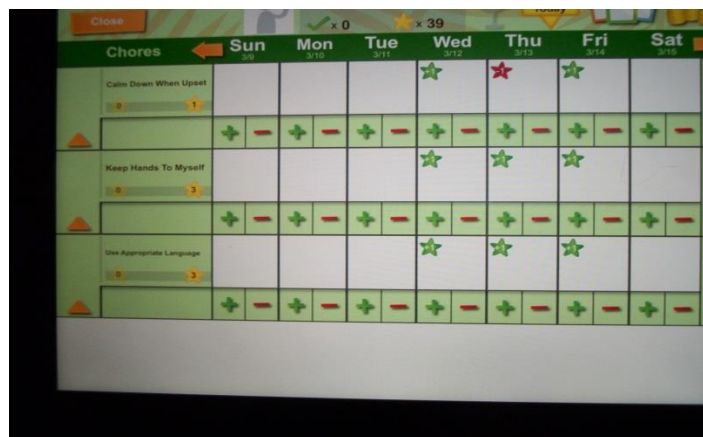 Close
x 0
x 39
Today
Chores
Sun Mon Tue Wed Thu Fri Sat
3/9 3/10 3/11 3/12 3/13 3/14 3/15
Calm Down When Upset
0 1
Keep Hands To Myself
0 3
Use Appropriate Language
0 3